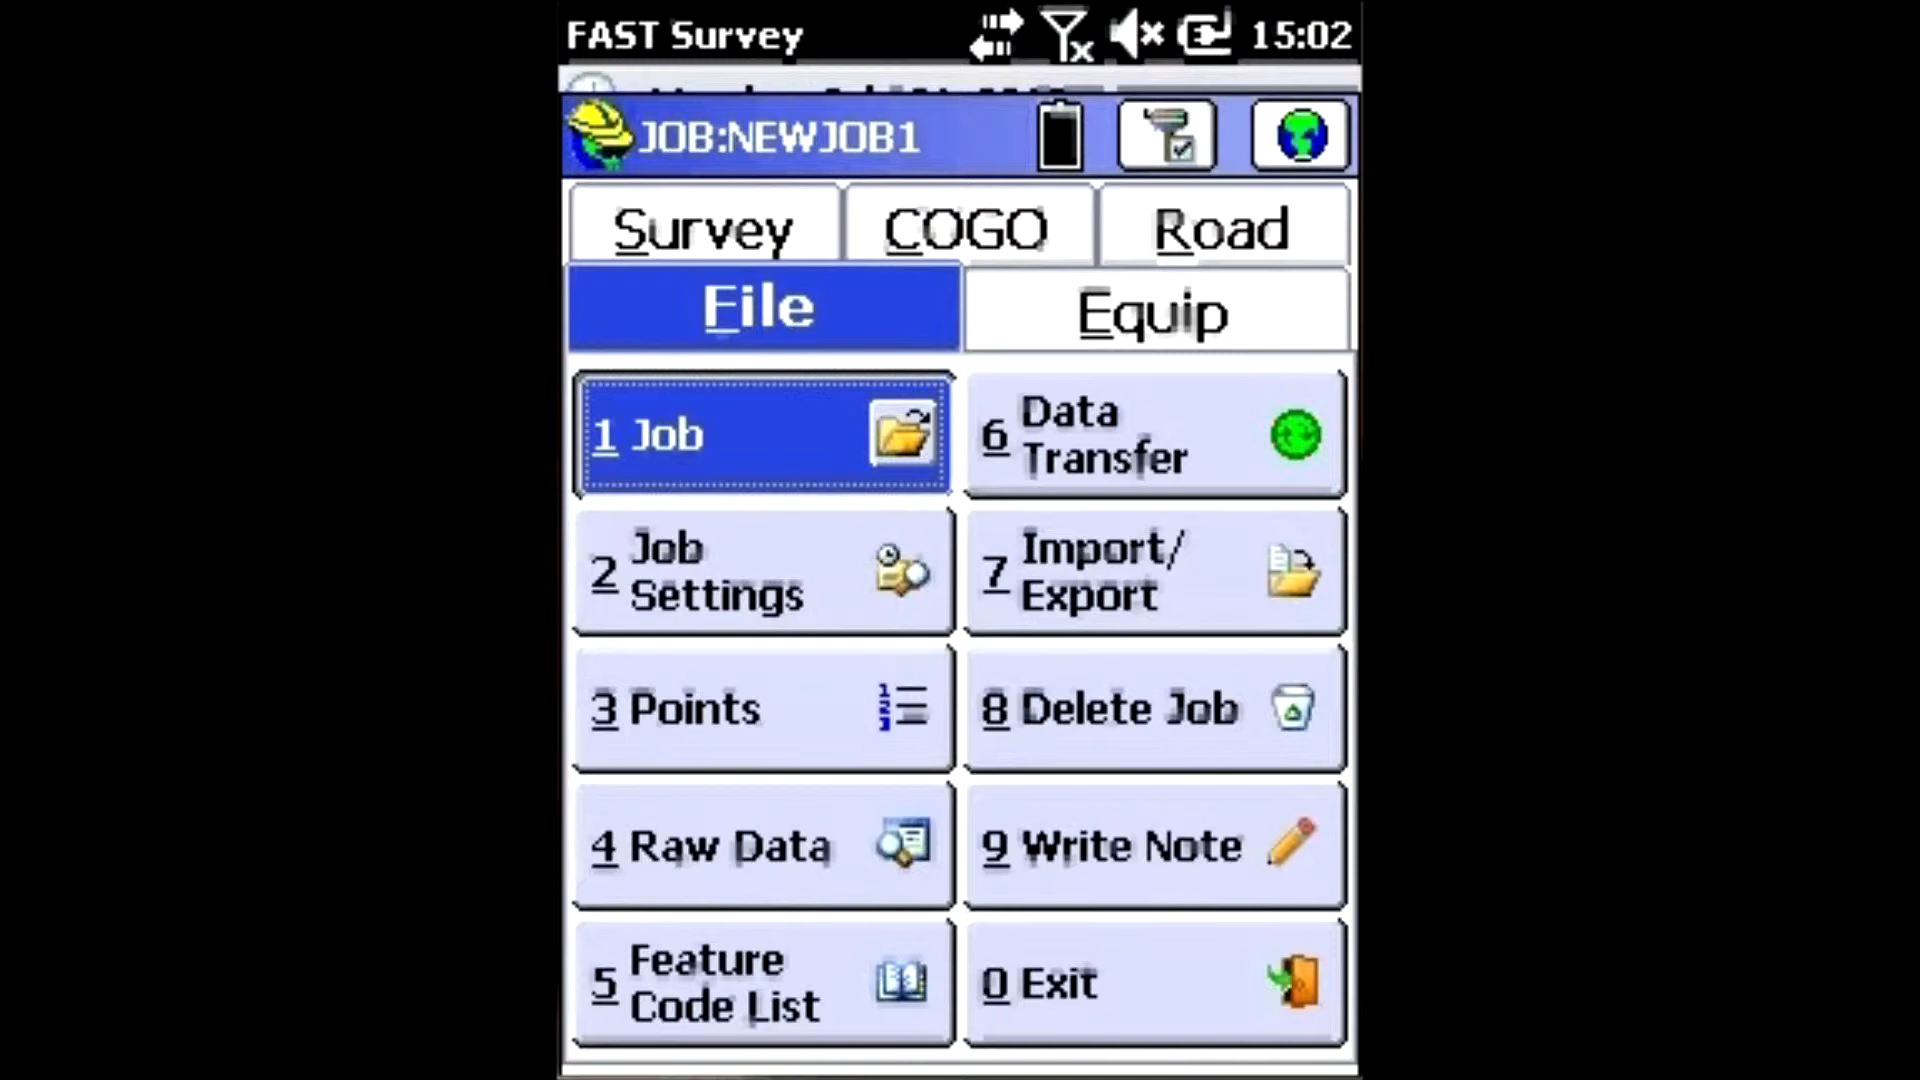 FAST Survey 15:02
JOB:NEWJOB1
Survey COGO Road
File Equip
1 Job
6 Data
Transfer
2 Job
Settings
7 Import/
Export
3 Points
8 Delete Job
4 Raw Data
9 Write Note
5 Feature
Code List
0 Exit